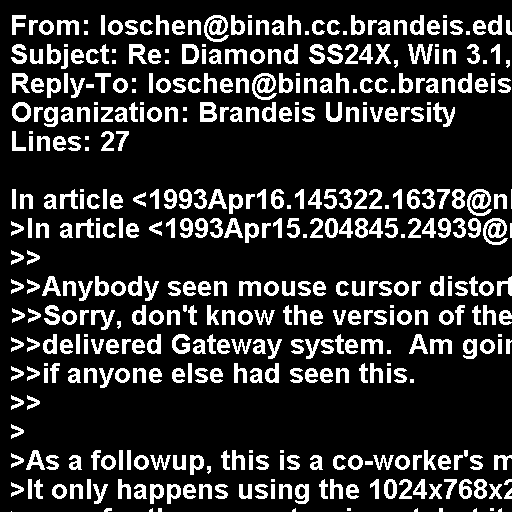 From: loschen@binah.cc.brandeis.edu
Subject: Re: Diamond SS24X, Win 3.1,
Reply-To: loschen@binah.cc.brandeis
Organization: Brandeis University
Lines: 27

In article <1993Apr16.145322.16378@n
>In article <1993Apr15.204845.24939@
>>
>>Anybody seen mouse cursor distort
>>Sorry, don't know the version of the
>>delivered Gateway system.  Am goin
>>if anyone else had seen this.
>>
>
>As a followup, this is a co-worker's m
>It only happens using the 1024x768x2